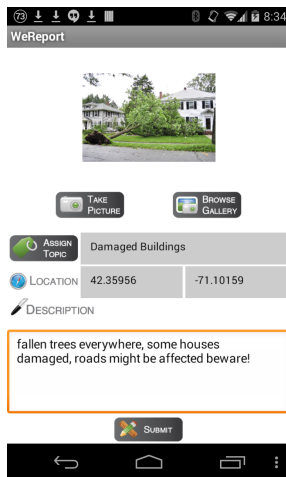 73 8:34
WeReport
TAKE PICTURE
BROWSE GALLERY
ASSIGN TOPIC
Damaged Buildings
LOCATION 42.35956 -71.10159
DESCRIPTION
fallen trees everywhere, some houses
damaged, roads might be affected beware!
SUBMIT